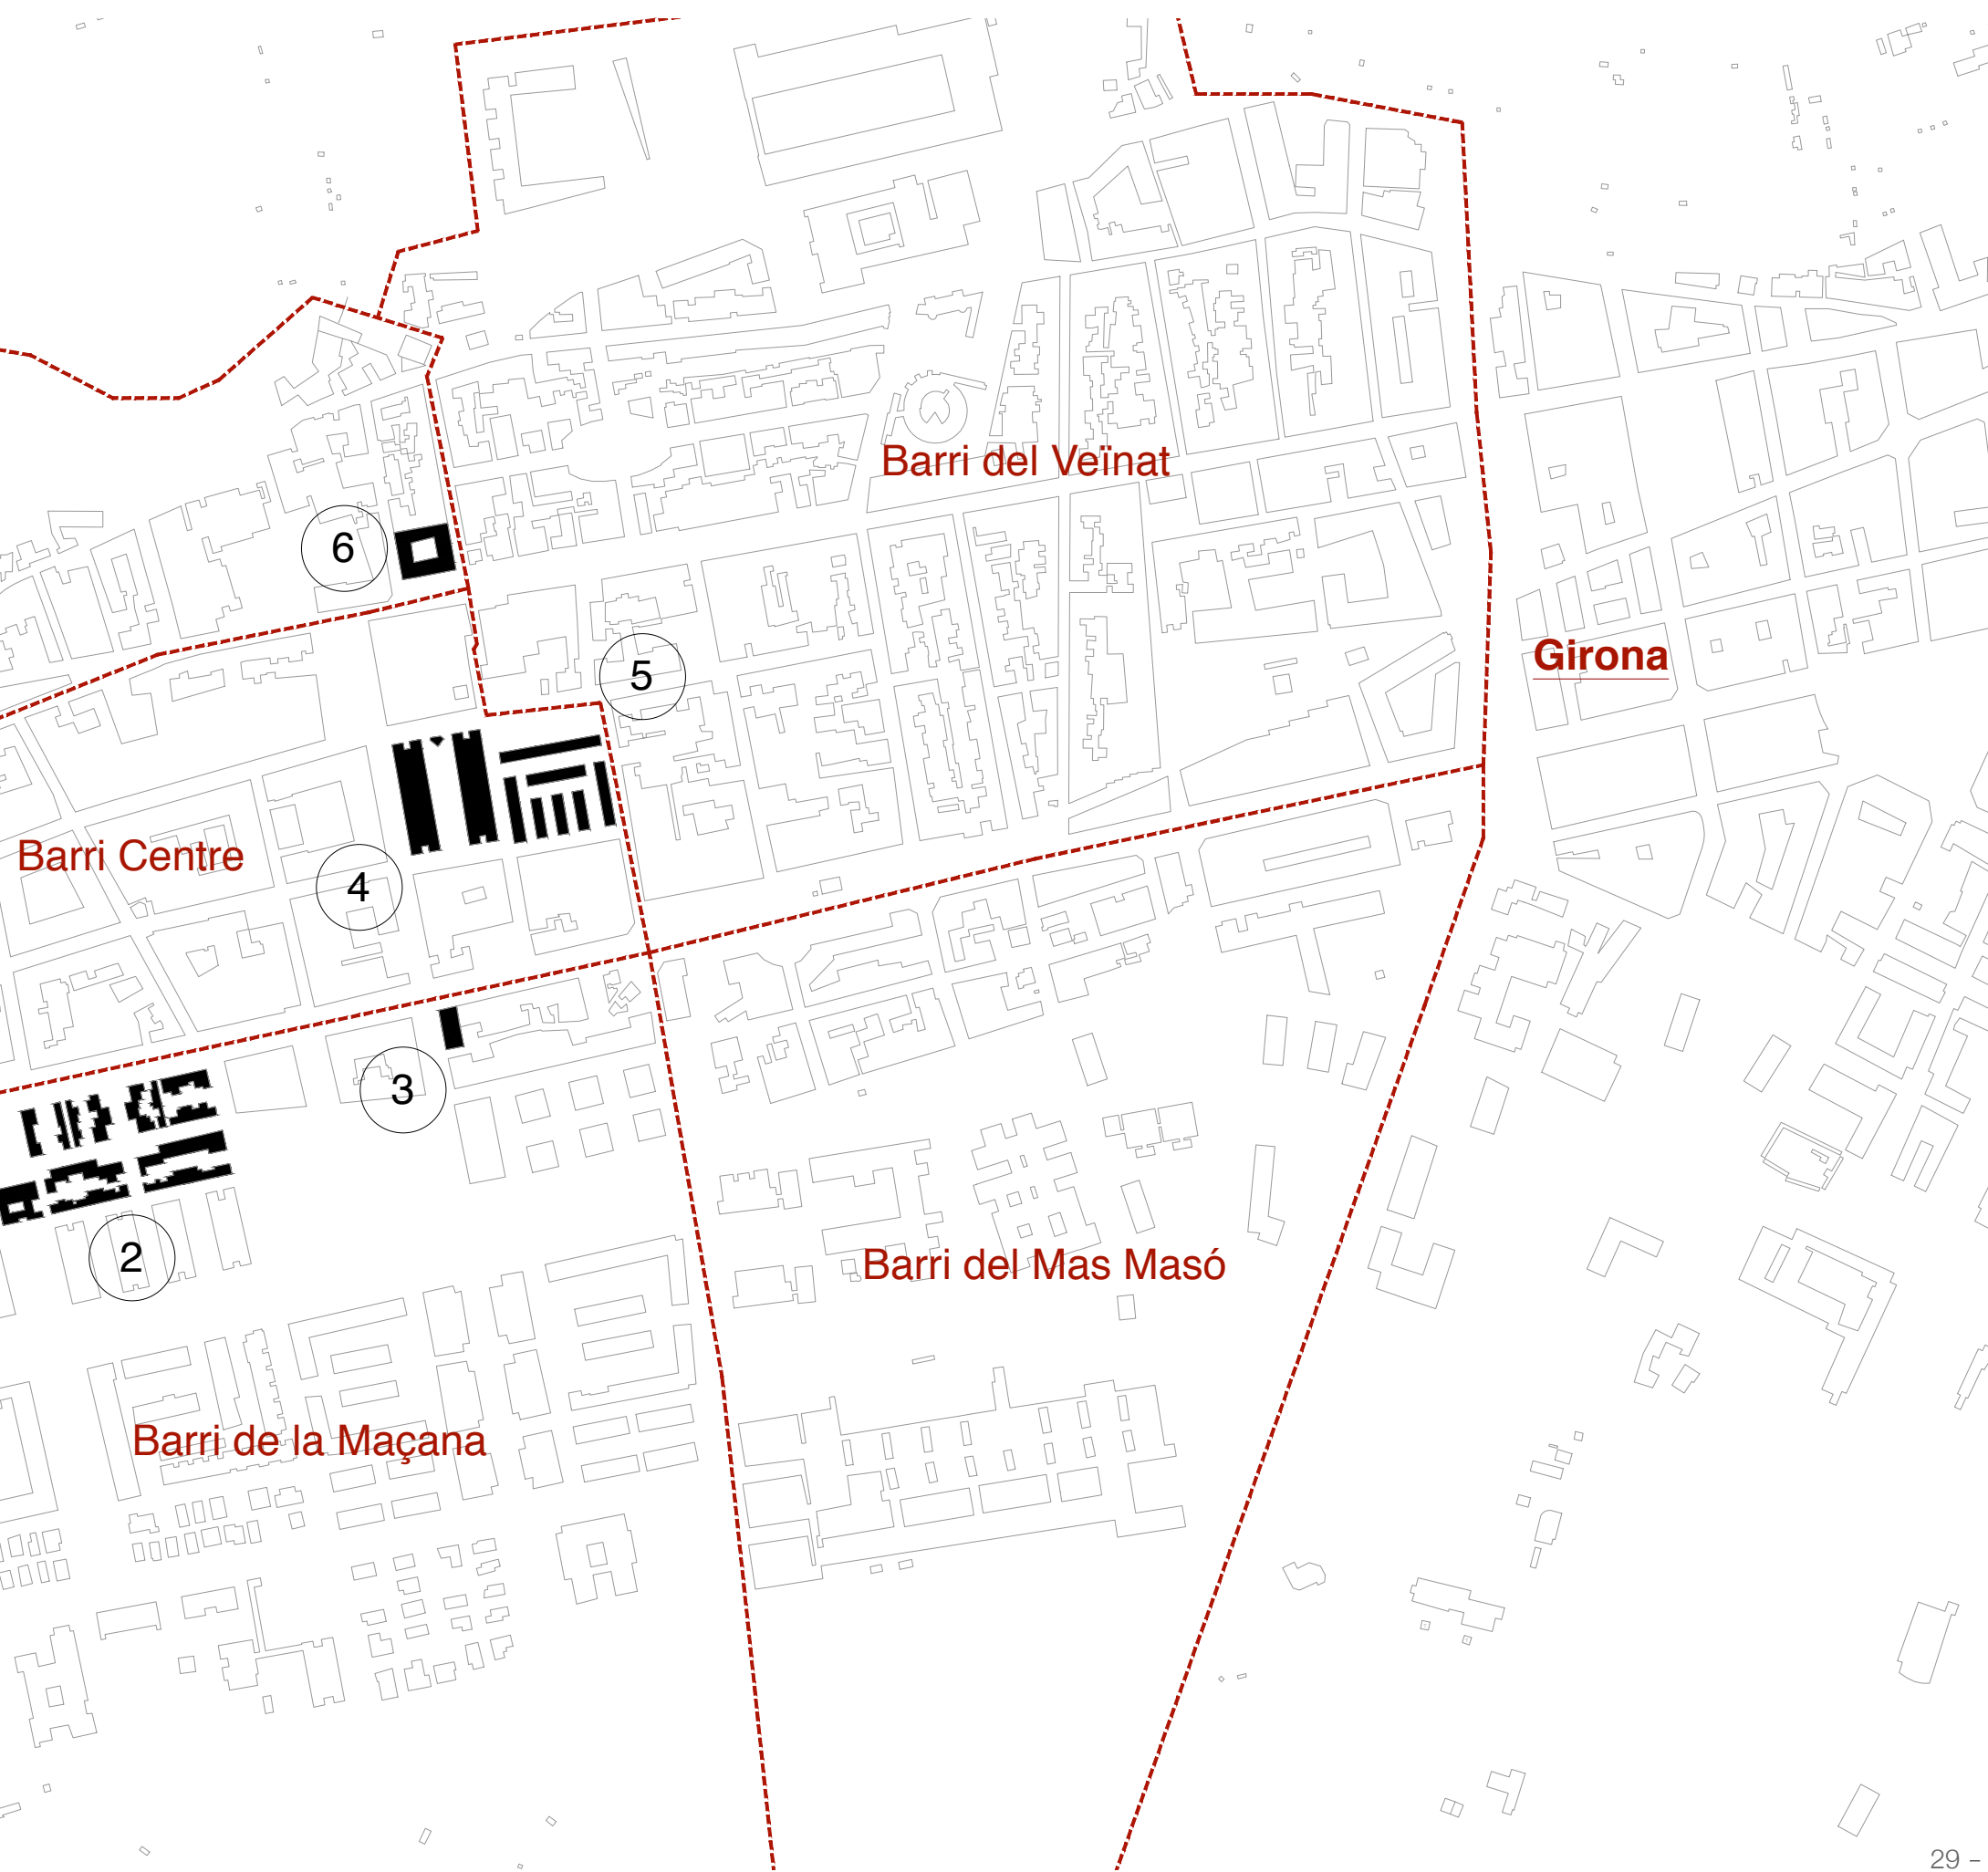 Barri del Veïnat
6
5
Girona
Barri Centre
4
3
2
Barri del Mas Masó
Barri de la Maçana
29 -